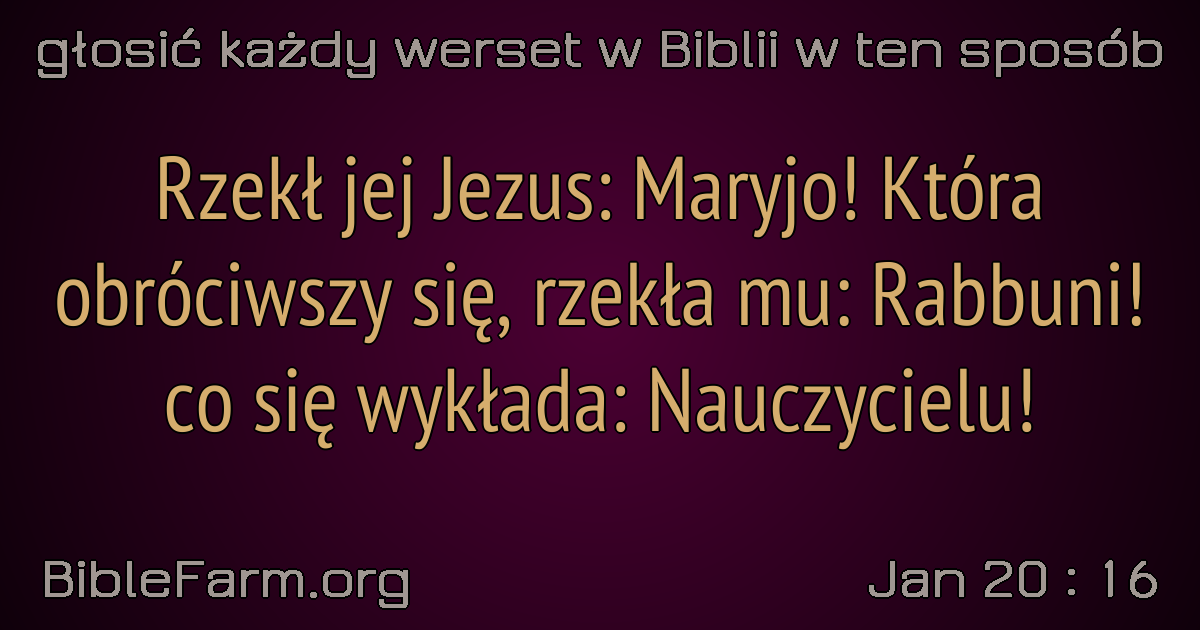 głosić każdy werset w Biblii w ten sposób
Rzekł jej Jezus: Maryjo! Która
obróciwszy się, rzekła mu: Rabbuni!
co się wykłada: Nauczycielu!
BibleFarm.org
Jan 20 : 16